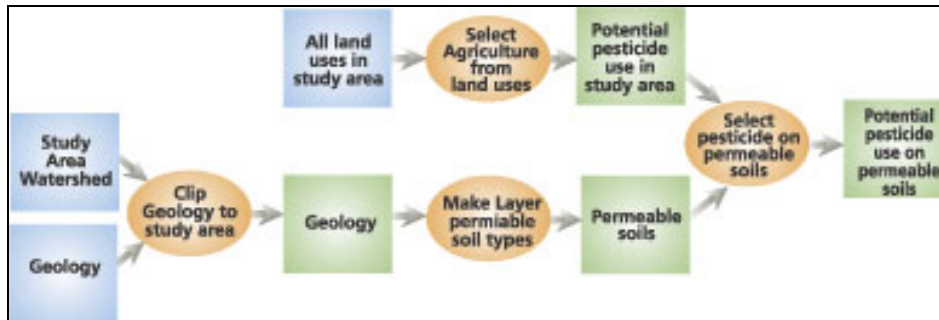 All land
uses in
study area
Select
Agriculture
from
land uses
Potential
pesticide
use in
study area
Study
Area
Watershed
Geology
Clip
Geology to
study area
Geology
Make Layer
permiable
soil types
Permeable
soils
Select
pesticide on
permeable
soils
Potential
pesticide
use on
permeable
soils